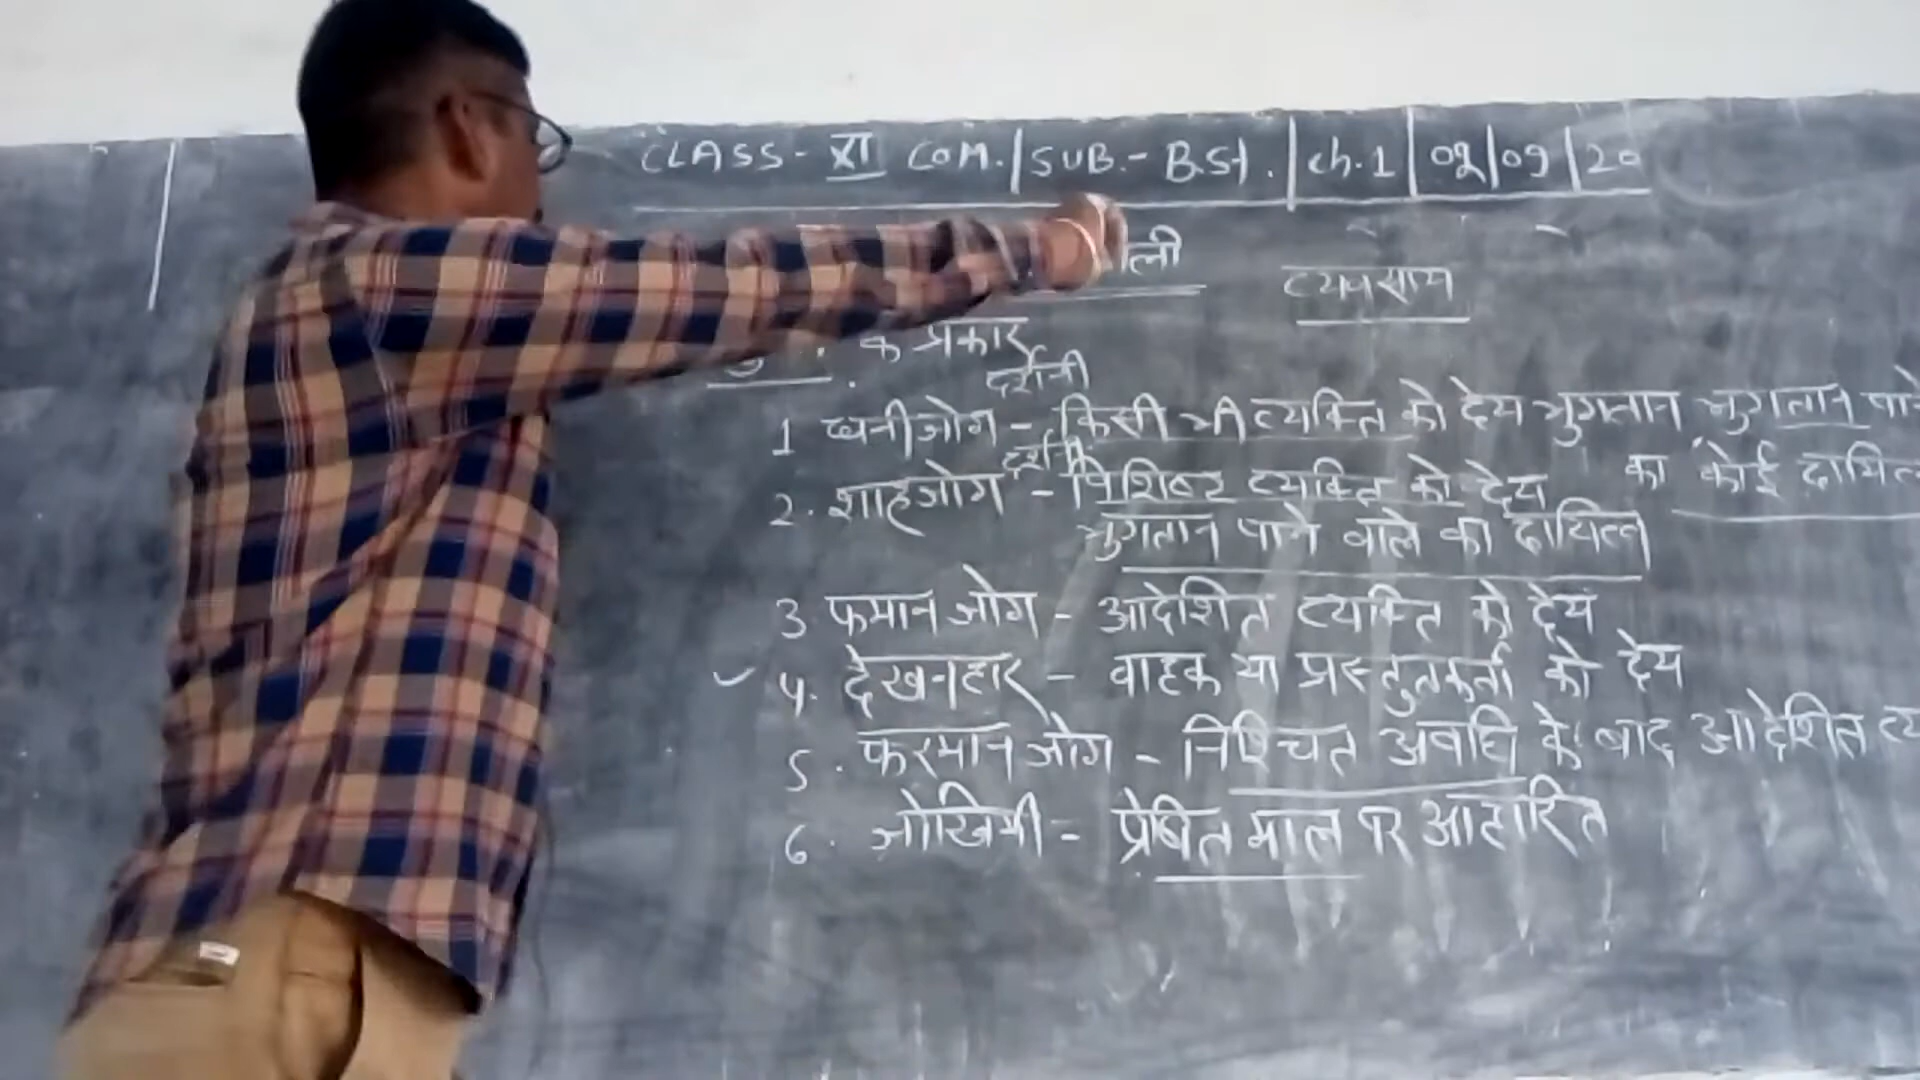 CLASS- XI COM. | SUB.- B.St. | Ch.1 | 02|09|20
ली
व्यवसाय
के प्रकार
दर्शनी
1 धनीजोग - किसी भी व्यक्ति को देय भुगतान भुगतान पाने
दर्शनी
2. शाहजोग - विशिष्ट व्यक्ति को देय का कोई दायित्व
भुगतान पाने वाले का दायित्व
3 फमान जोग - आदेशित व्यक्ति को देय
४. देखनहार - वाहक या प्रस्तुतकर्ता को देय
5. फरमान जोग - निश्चित अवधि के बाद आदेशित व्य
6. जोखिमी - प्रेषित माल पर आधारित